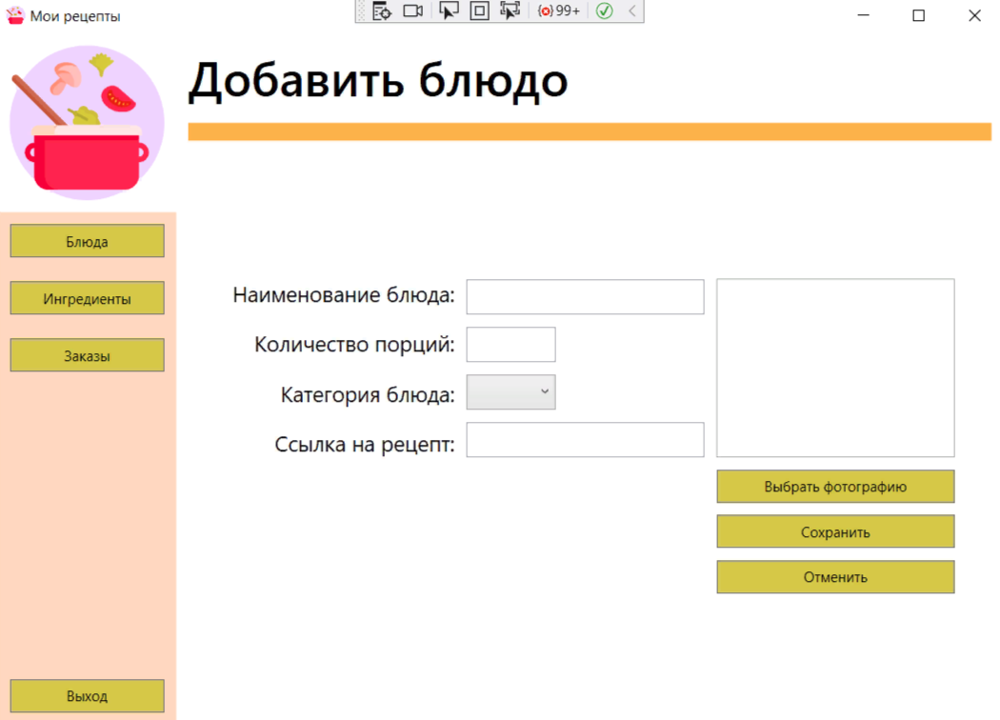 Мои рецепты
99+
Добавить блюдо
Блюда
Ингредиенты
Заказы
Выход
Наименование блюда:
Количество порций:
Категория блюда:
Ссылка на рецепт:
Выбрать фотографию
Сохранить
Отменить